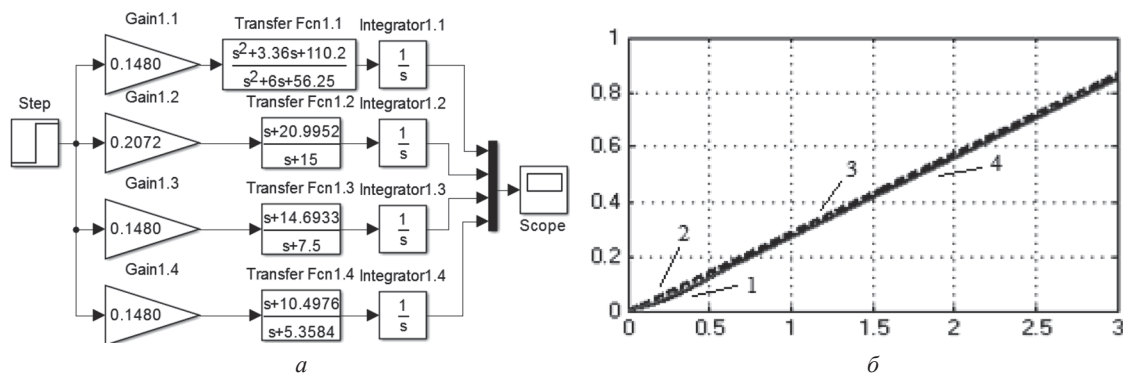 Gain1.1
Transfer Fcn1.1
Integrator1.1
0.1480
s²+3.36s+110.2
s²+6s+56.25
1
s
Step
Gain1.2
Transfer Fcn1.2
Integrator1.2
0.2072
s+20.9952
s+15
1
s
Gain1.3
Transfer Fcn1.3
Integrator1.3
0.1480
s+14.6933
s+7.5
1
s
Scope
Gain1.4
Transfer Fcn1.4
Integrator1.4
0.1480
s+10.4976
s+5.3584
1
s
а
1
0.8
0.6
0.4
0.2
0
0 0.5 1 1.5 2 2.5 3
3
4
2
1
б